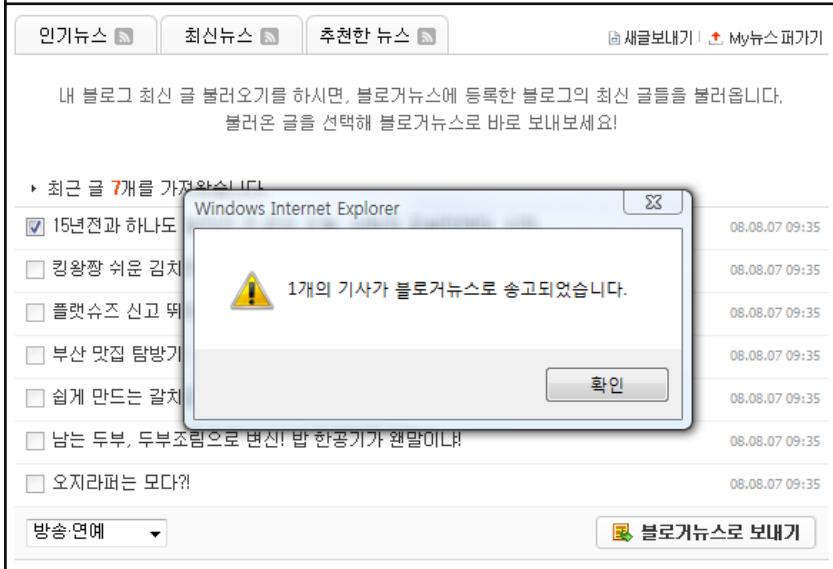 인기뉴스
최신뉴스
추천한 뉴스
새글보내기 | My뉴스 퍼가기
내 블로그 최신 글 불러오기를 하시면, 블로거뉴스에 등록한 블로그의 최신 글들을 불러옵니다.
불러온 글을 선택해 블로거뉴스로 바로 보내보세요!
최근 글 7개를 가져왔습니다
Windows Internet Explorer
1개의 기사가 블로거뉴스로 송고되었습니다.
확인
15년전과 하나도 08.08.07 09:35
킹왕짱 쉬운 김치 08.08.07 09:35
플랫슈즈 신고 뛰 08.08.07 09:35
부산 맛집 탐방기 08.08.07 09:35
쉽게 만드는 갈치 08.08.07 09:35
남는 두부, 두부조림으로 변신! 밥 한공기가 왠말이냐! 08.08.07 09:35
오지라퍼는 모다?! 08.08.07 09:35
방송·연예
블로거뉴스로 보내기